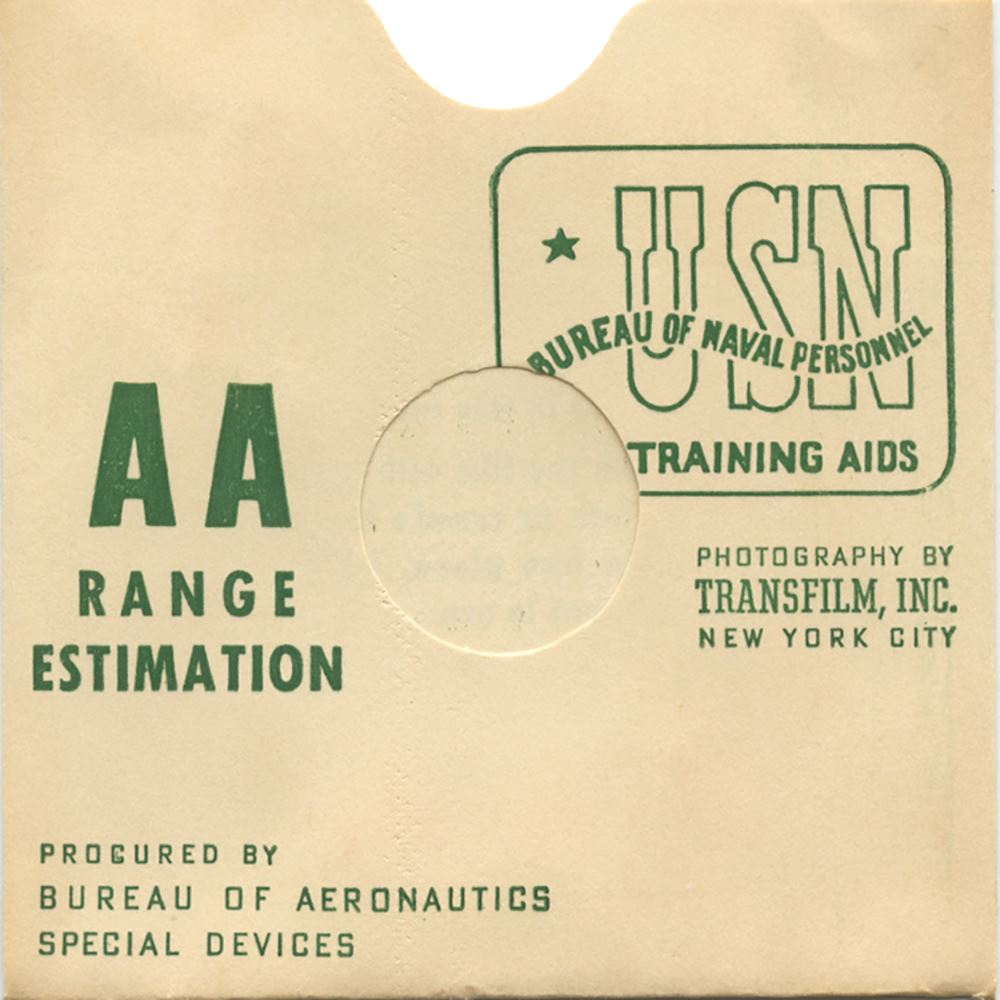 USN
BUREAU OF NAVAL PERSONNEL
TRAINING AIDS
AA
RANGE
ESTIMATION
PHOTOGRAPHY BY
TRANSFILM, INC.
NEW YORK CITY
PROCURED BY
BUREAU OF AERONAUTICS
SPECIAL DEVICES